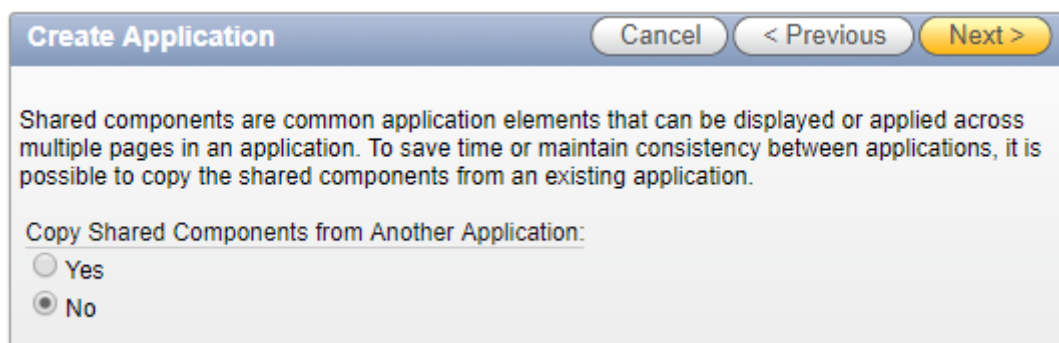 Create Application
Cancel
< Previous
Next >
Shared components are common application elements that can be displayed or applied across
multiple pages in an application. To save time or maintain consistency between applications, it is
possible to copy the shared components from an existing application.
Copy Shared Components from Another Application:
Yes
No